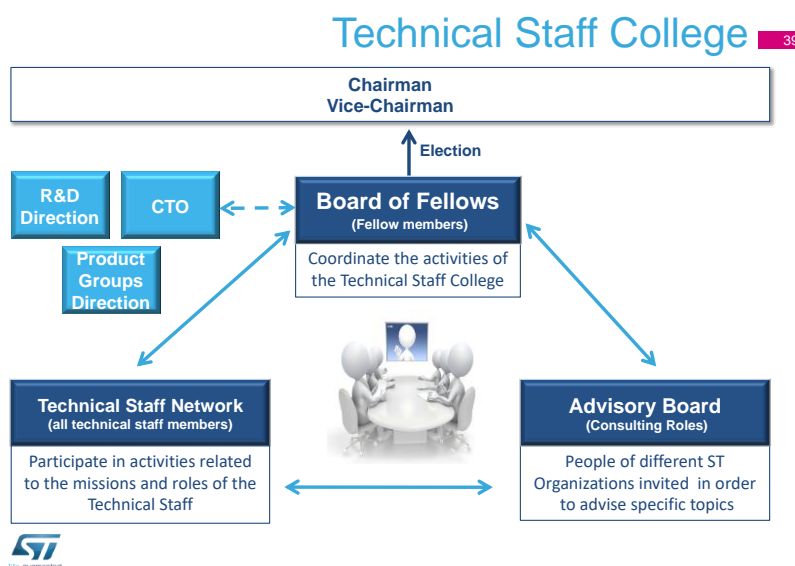 Technical Staff College
39
Chairman
Vice-Chairman
Election
R&D
Direction
CTO
Product
Groups
Direction
Board of Fellows
(Fellow members)
Coordinate the activities of
the Technical Staff College
Technical Staff Network
(all technical staff members)
Participate in activities related
to the missions and roles of the
Technical Staff
Advisory Board
(Consulting Roles)
People of different ST
Organizations invited in order
to advise specific topics
ST